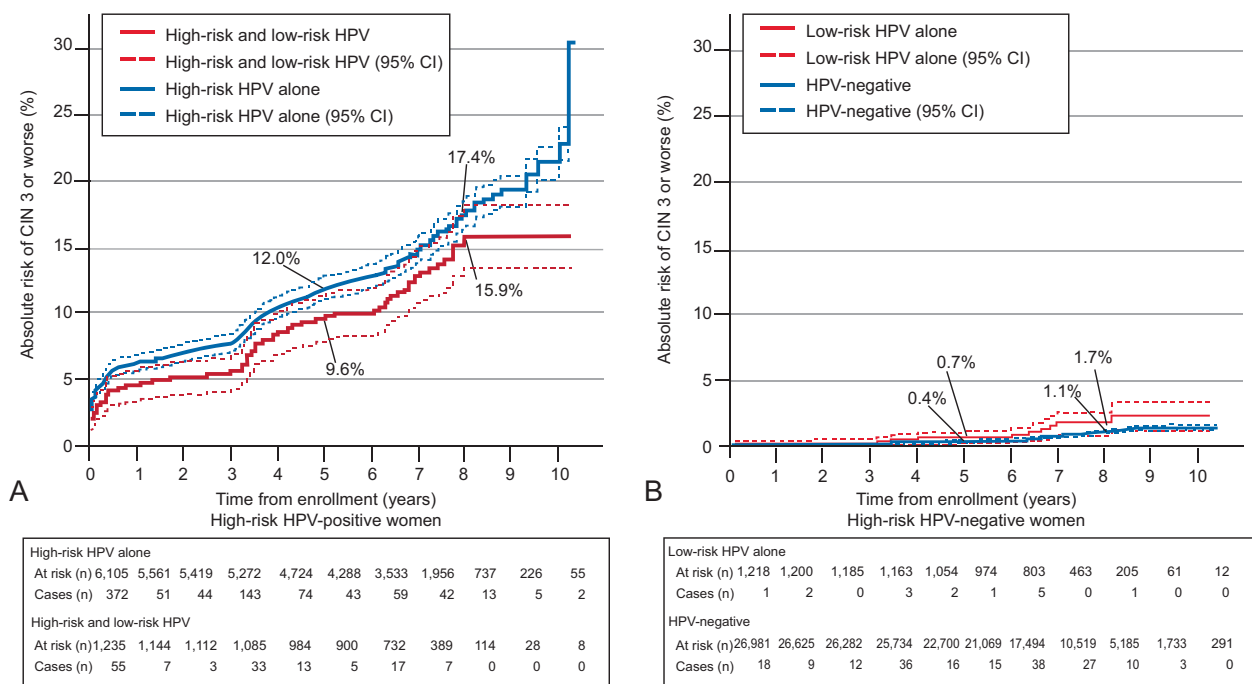 High-risk and low-risk HPV
High-risk and low-risk HPV (95% CI)
High-risk HPV alone
High-risk HPV alone (95% CI)
Absolute risk of CIN 3 or worse (%)
30
25
20
15
10
5
0
17.4%
12.0%
15.9%
9.6%
0 1 2 3 4 5 6 7 8 9 10
Time from enrollment (years)
High-risk HPV-positive women
A
High-risk HPV alone
At risk (n) 6,105 5,561 5,419 5,272 4,724 4,288 3,533 1,956 737 226 55
Cases (n) 372 51 44 143 74 43 59 42 13 5 2
High-risk and low-risk HPV
At risk (n) 1,235 1,144 1,112 1,085 984 900 732 389 114 28 8
Cases (n) 55 7 3 33 13 5 17 7 0 0 0
Low-risk HPV alone
Low-risk HPV alone (95% CI)
HPV-negative
HPV-negative (95% CI)
Absolute risk of CIN 3 or worse (%)
30
25
20
15
10
5
0
0.7%
1.7%
0.4%
1.1%
0 1 2 3 4 5 6 7 8 9 10
Time from enrollment (years)
High-risk HPV-negative women
B
Low-risk HPV alone
At risk (n) 1,218 1,200 1,185 1,163 1,054 974 803 463 205 61 12
Cases (n) 1 2 0 3 2 1 5 0 1 0 0
HPV-negative
At risk (n) 26,981 26,625 26,282 25,734 22,700 21,069 17,494 10,519 5,185 1,733 291
Cases (n) 18 9 12 36 16 15 38 27 10 3 0